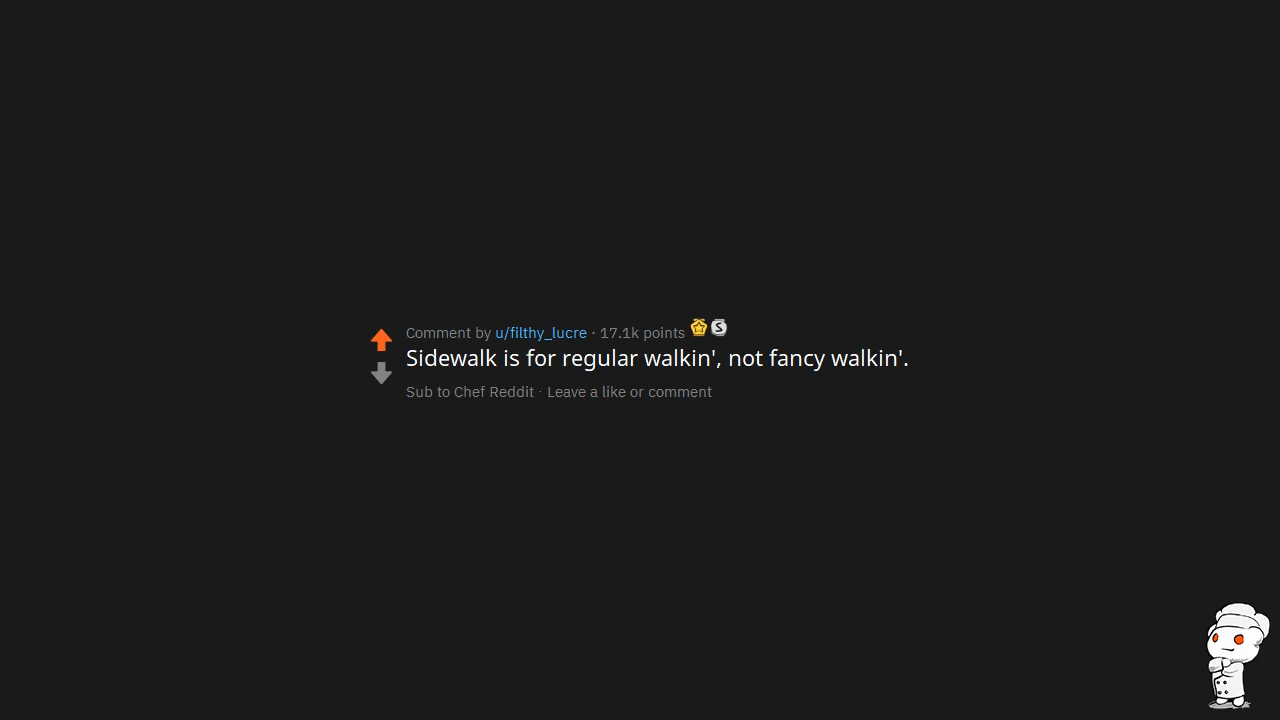 Comment by u/filthy_lucre · 17.1k points
Sidewalk is for regular walkin', not fancy walkin'.
Sub to Chef Reddit · Leave a like or comment